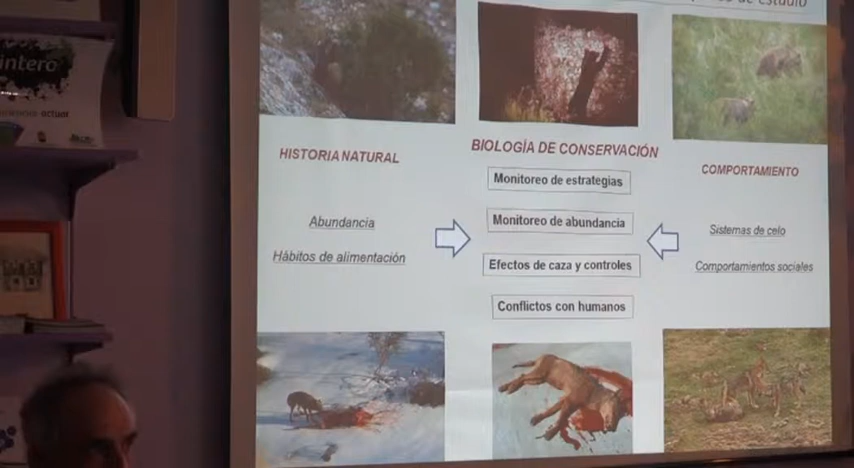 de estudio
intero
HISTORIA NATURAL
BIOLOGÍA DE CONSERVACIÓN
COMPORTAMIENTO
Monitoreo de estrategias
Abundancia
Monitoreo de abundancia
Sistemas de celo
Hábitos de alimentación
Efectos de caza y controles
Comportamientos sociales
Conflictos con humanos